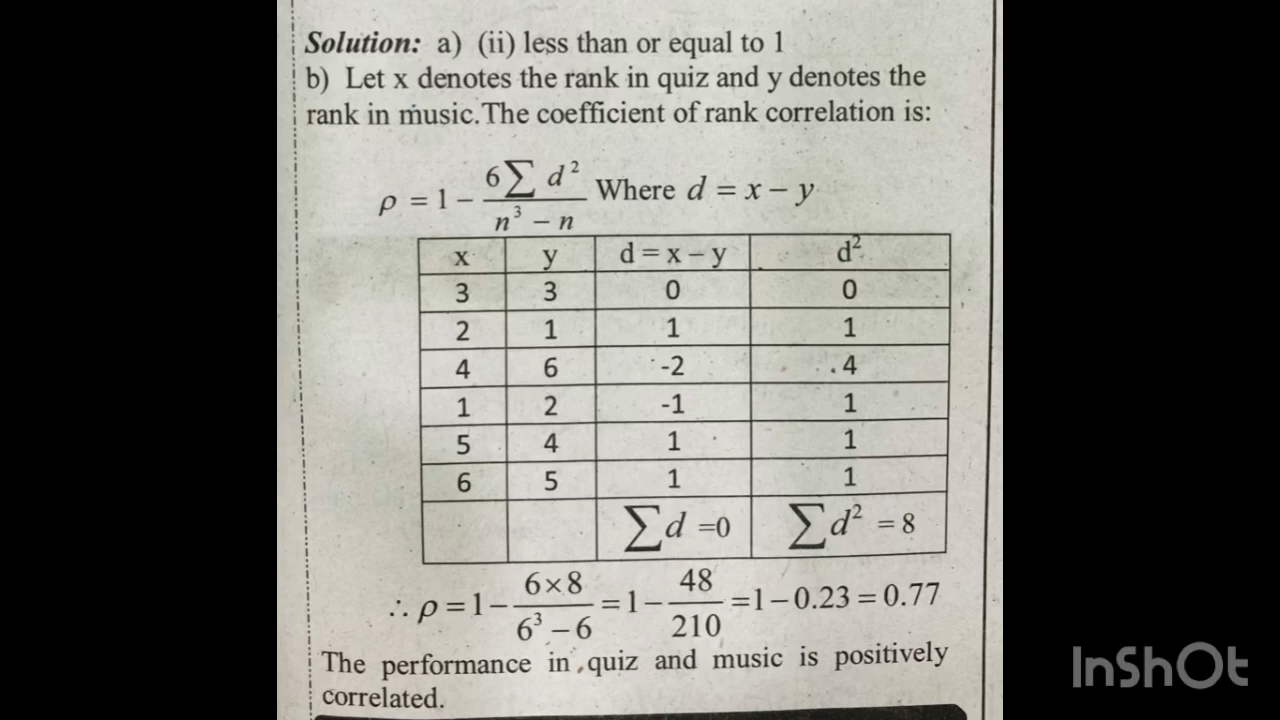 Solution: a) (ii) less than or equal to 1
b) Let x denotes the rank in quiz and y denotes the
rank in music. The coefficient of rank correlation is:
ρ = 1 − 6∑d² / (n³ − n) Where d = x − y
x y d = x − y d²
3 3 0 0
2 1 1 1
4 6 -2 4
1 2 -1 1
5 4 1 1
6 5 1 1
∑d =0 ∑d² = 8
∴ ρ = 1 − (6×8) / (6³ − 6) = 1 − 48/210 = 1 − 0.23 = 0.77
The performance in quiz and music is positively
correlated.
InShOt